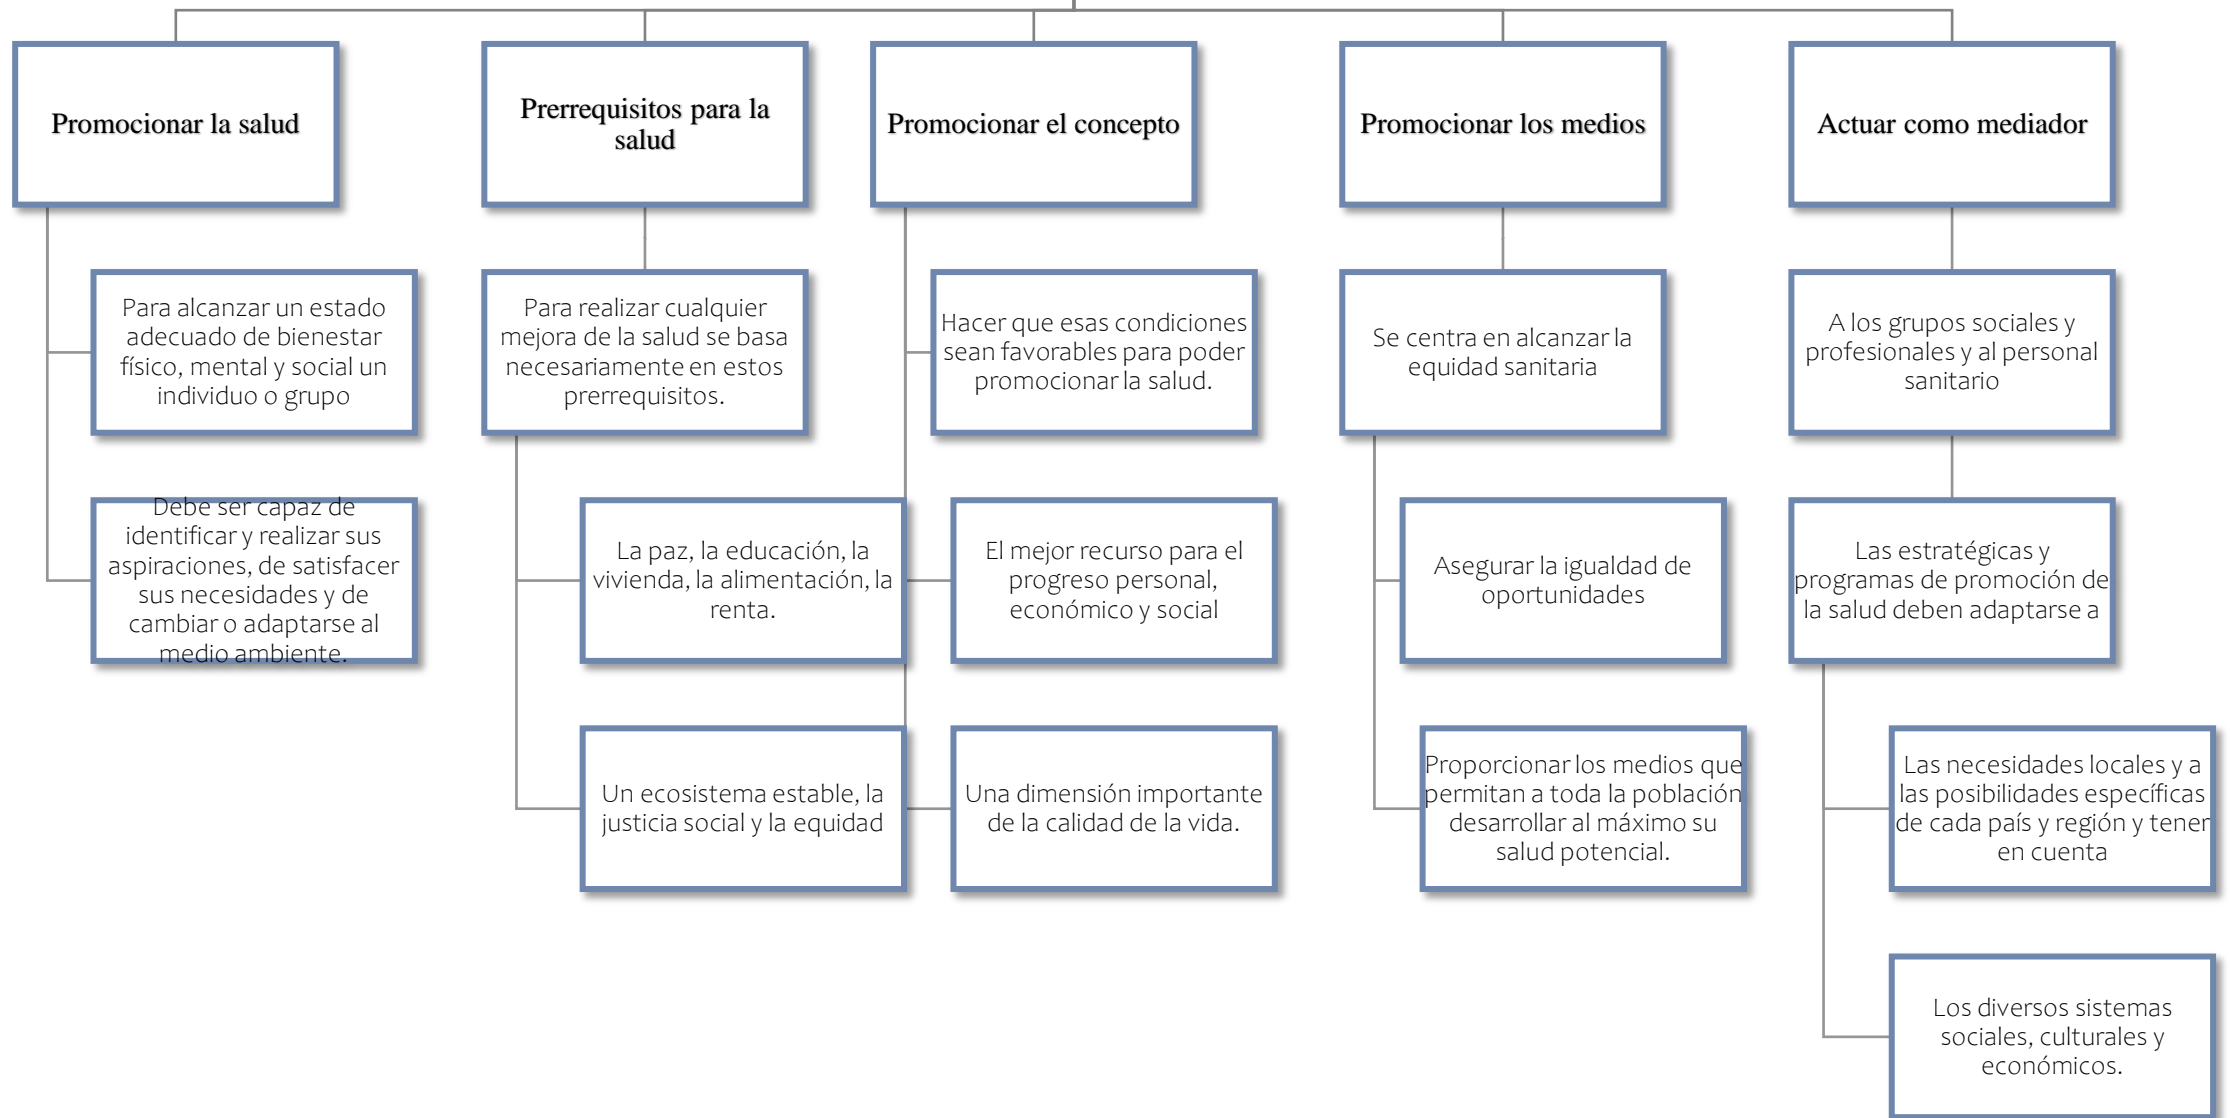 Promocionar la salud
Prerrequisitos para la
salud
Promocionar el concepto
Promocionar los medios
Actuar como mediador
Para alcanzar un estado
adecuado de bienestar
físico, mental y social un
individuo o grupo
Debe ser capaz de
identificar y realizar sus
aspiraciones, de satisfacer
sus necesidades y de
cambiar o adaptarse al
medio ambiente.
Para realizar cualquier
mejora de la salud se basa
necesariamente en estos
prerrequisitos.
La paz, la educación, la
vivienda, la alimentación, la
renta.
Un ecosistema estable, la
justicia social y la equidad
Hacer que esas condiciones
sean favorables para poder
promocionar la salud.
El mejor recurso para el
progreso personal,
económico y social
Una dimensión importante
de la calidad de la vida.
Se centra en alcanzar la
equidad sanitaria
Asegurar la igualdad de
oportunidades
Proporcionar los medios que
permitan a toda la población
desarrollar al máximo su
salud potencial.
A los grupos sociales y
profesionales y al personal
sanitario
Las estratégicas y
programas de promoción de
la salud deben adaptarse a
Las necesidades locales y a
las posibilidades específicas
de cada país y región y tener
en cuenta
Los diversos sistemas
sociales, culturales y
económicos.